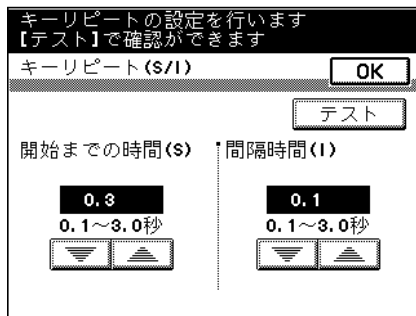 キーリピートの設定を行います
【テスト】で確認ができます
キーリピート(S/I)
OK
テスト
開始までの時間(S)
間隔時間(I)
0.3
0.1
0.1～3.0秒
0.1～3.0秒